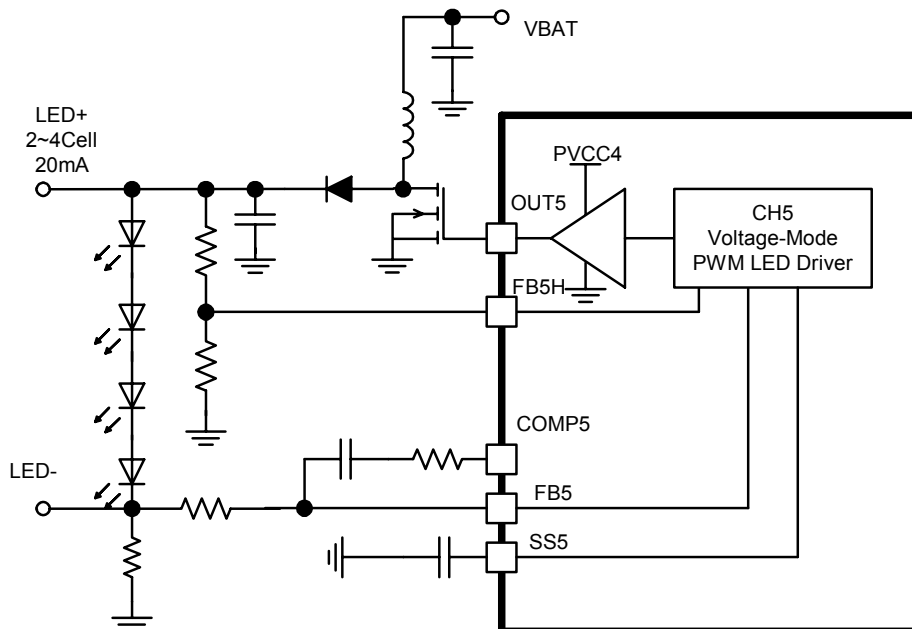 VBAT
LED+
2~4Cell
20mA
PVCC4
OUT5
CH5
Voltage-Mode
PWM LED Driver
FB5H
COMP5
LED-
FB5
SS5